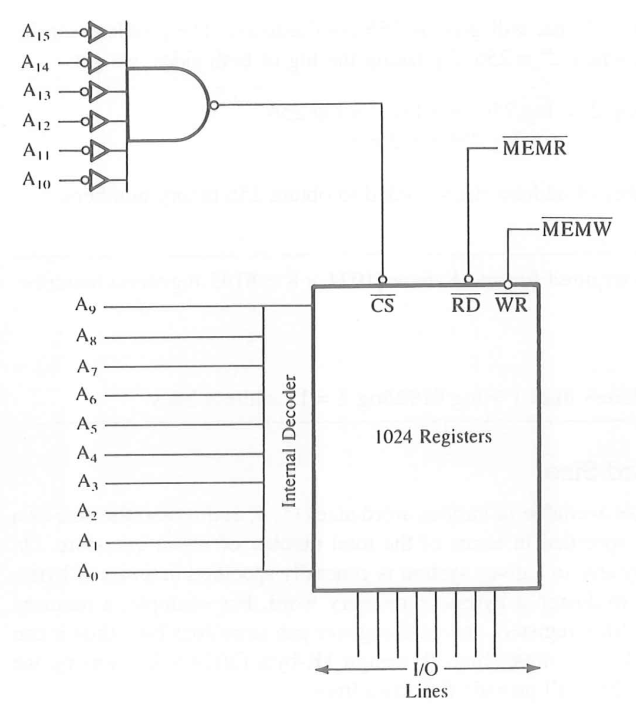 A₁₅
A₁₄
A₁₃
A₁₂
A₁₁
A₁₀
MEMR
MEMW
CS RD WR
A₉
A₈
A₇
A₆
A₅
A₄
A₃
A₂
A₁
A₀
Internal Decoder
1024 Registers
I/O
Lines